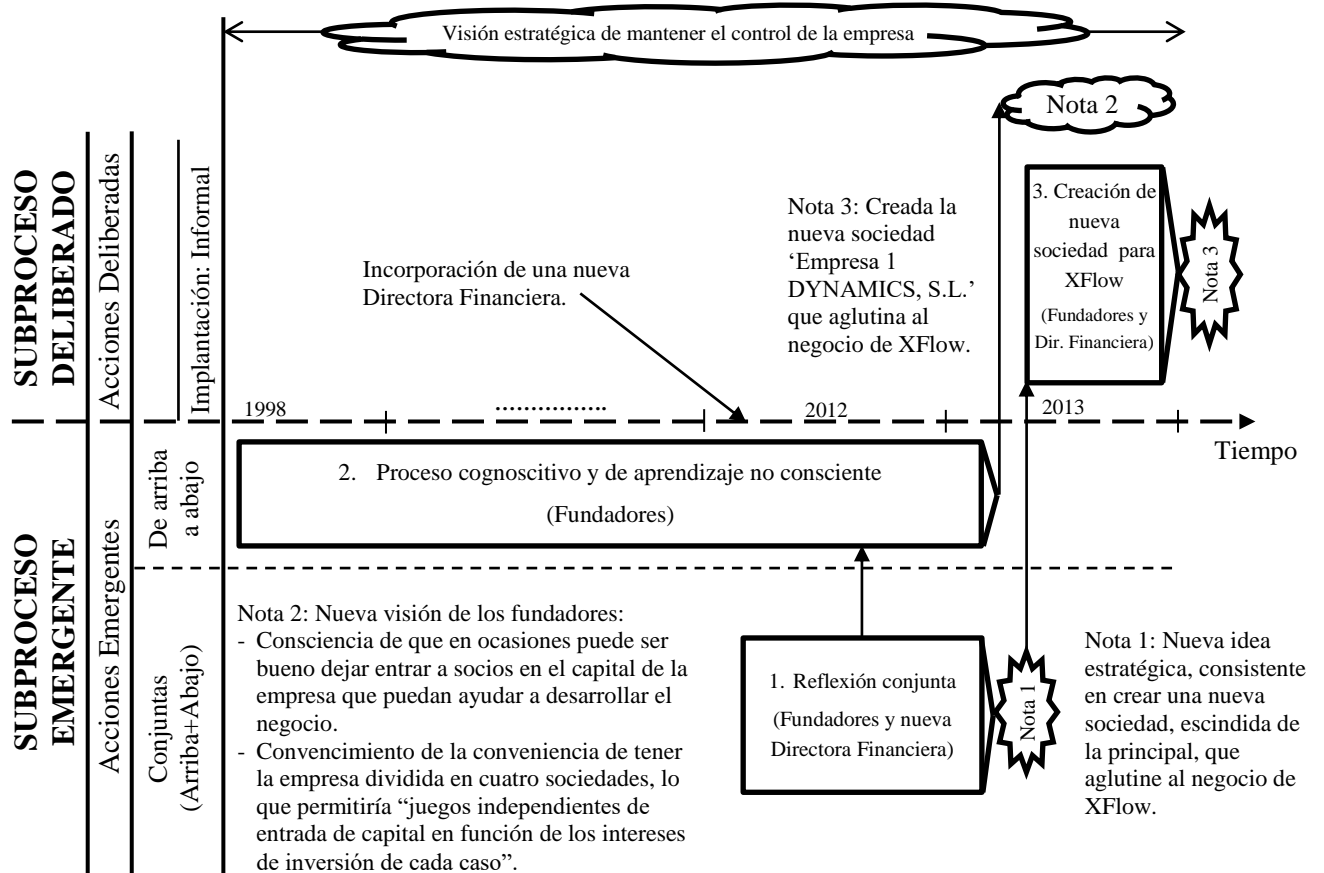 Visión estratégica de mantener el control de la empresa
Nota 2
SUBPROCESO
DELIBERADO
Acciones Deliberadas
Implantación: Informal
Incorporación de una nueva
Directora Financiera.
Nota 3: Creada la
nueva sociedad
‘Empresa 1
DYNAMICS, S.L.’
que aglutina al
negocio de XFlow.
3. Creación de
nueva
sociedad para
XFlow
(Fundadores y
Dir. Financiera)
Nota 3
1998
................
2012
2013
Tiempo
SUBPROCESO
EMERGENTE
Acciones Emergentes
De arriba
a abajo
2. Proceso cognoscitivo y de aprendizaje no consciente
(Fundadores)
Conjuntas
(Arriba+Abajo)
Nota 2: Nueva visión de los fundadores:
- Consciencia de que en ocasiones puede ser
bueno dejar entrar a socios en el capital de la
empresa que puedan ayudar a desarrollar el
negocio.
- Convencimiento de la conveniencia de tener
la empresa dividida en cuatro sociedades, lo
que permitiría “juegos independientes de
entrada de capital en función de los intereses
de inversión de cada caso”.
1. Reflexión conjunta
(Fundadores y nueva
Directora Financiera)
Nota 1
Nota 1: Nueva idea
estratégica, consistente
en crear una nueva
sociedad, escindida de
la principal, que
aglutine al negocio de
XFlow.